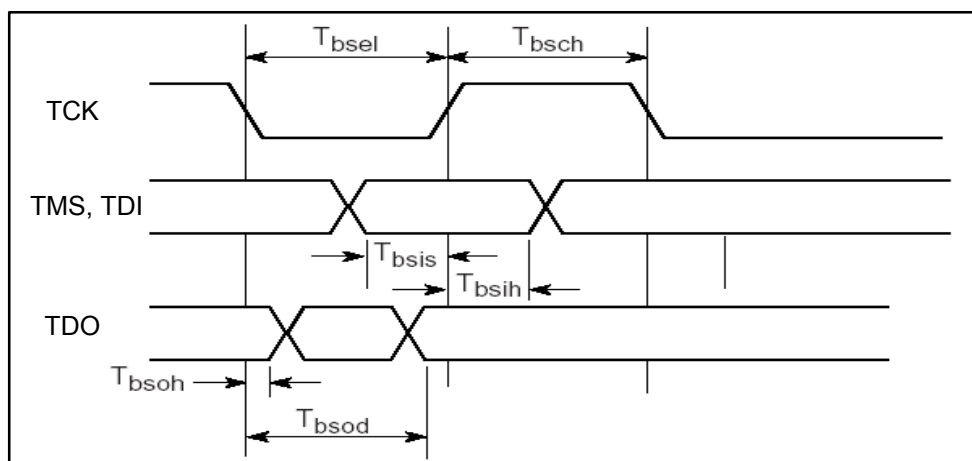 Tbsel
Tbsch
TCK
TMS, TDI
Tbsis
Tbsih
TDO
Tbsoh
Tbsod